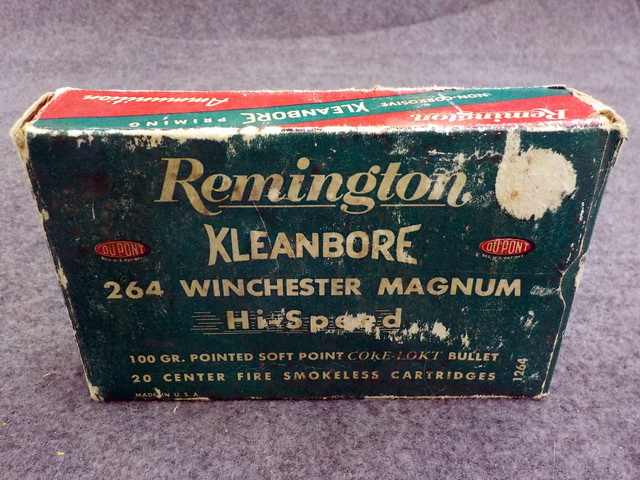 Ammunition
KLEANBORE
PRIMING
NON-CORROSIVE
Remington
Remington
KLEANBORE
DU PONT
DU PONT
264 WINCHESTER MAGNUM
Hi-Speed
100 GR. POINTED SOFT POINT CORE-LOKT BULLET
20 CENTER FIRE SMOKELESS CARTRIDGES
1264
MADE IN U.S.A.